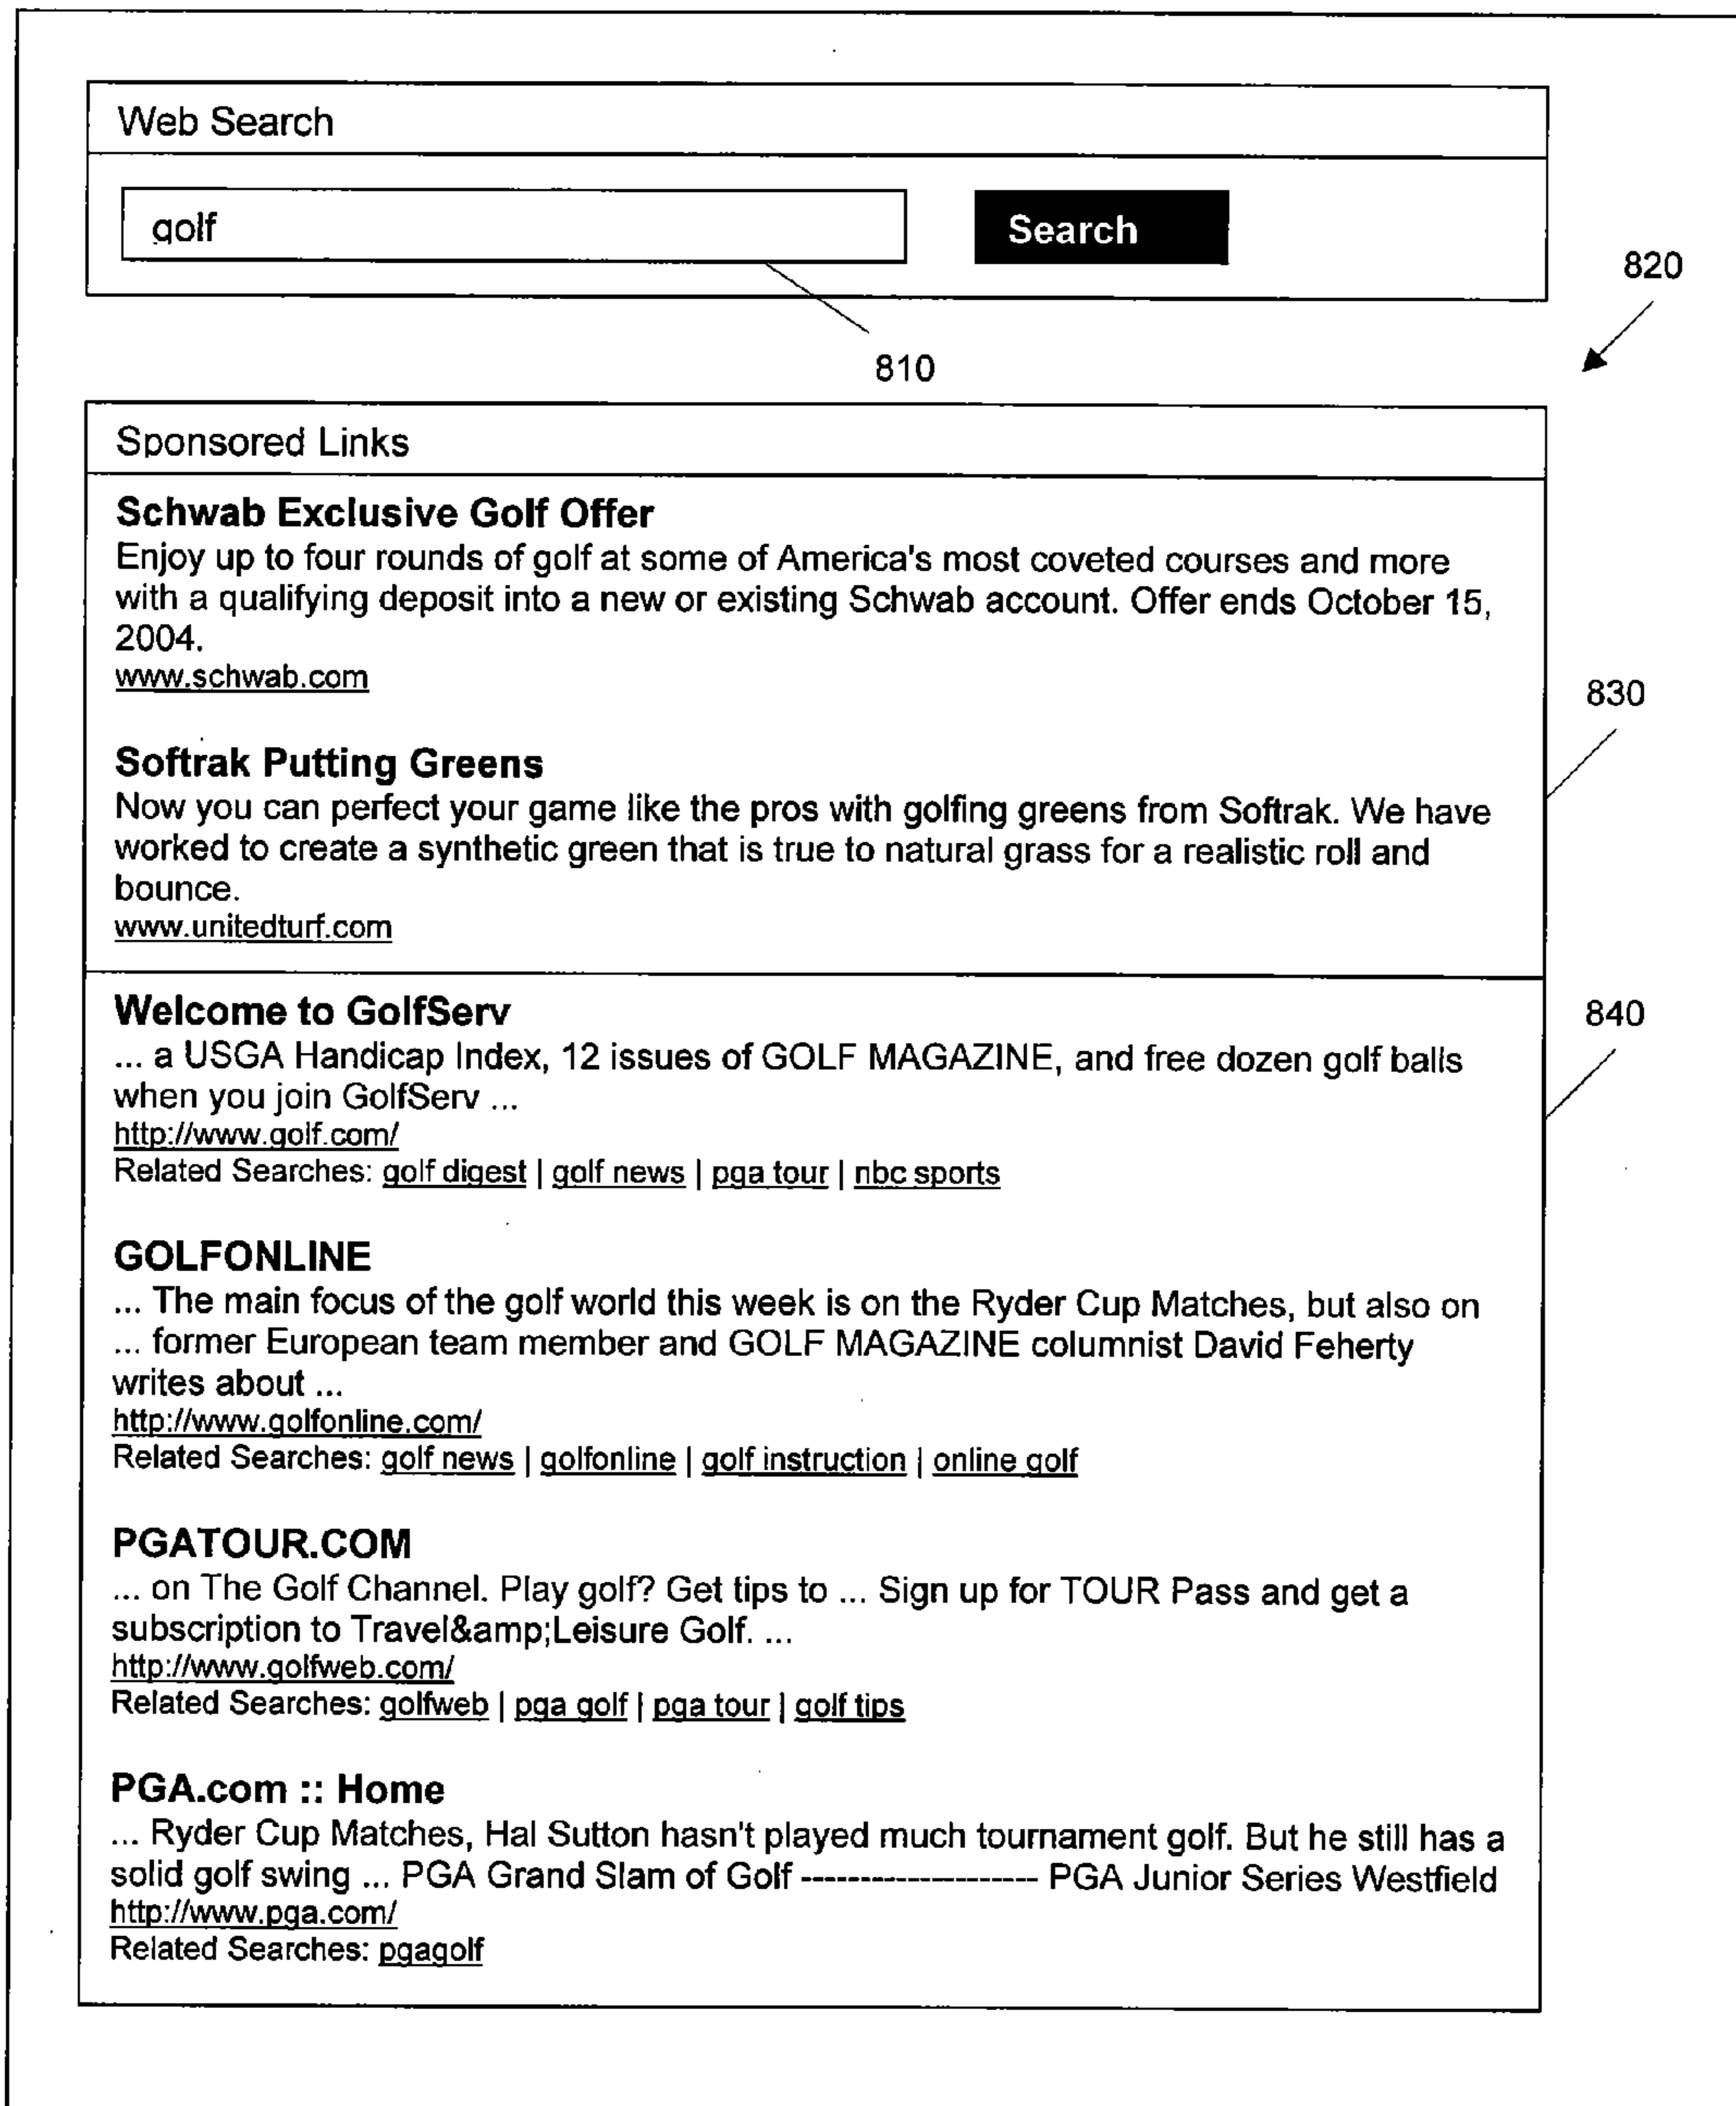 Web Search
golf
Search
820
810
Sponsored Links
Schwab Exclusive Golf Offer
Enjoy up to four rounds of golf at some of America's most coveted courses and more
with a qualifying deposit into a new or existing Schwab account. Offer ends October 15,
2004.
www.schwab.com
830
Softrak Putting Greens
Now you can perfect your game like the pros with golfing greens from Softrak. We have
worked to create a synthetic green that is true to natural grass for a realistic roll and
bounce.
www.unitedturf.com
Welcome to GolfServ
840
... a USGA Handicap Index, 12 issues of GOLF MAGAZINE, and free dozen golf balls
when you join GolfServ ...
http://www.golf.com/
Related Searches: golf digest | golf news | pga tour | nbc sports
GOLFONLINE
... The main focus of the golf world this week is on the Ryder Cup Matches, but also on
... former European team member and GOLF MAGAZINE columnist David Feherty
writes about ...
http://www.golfonline.com/
Related Searches: golf news | golfonline | golf instruction | online golf
PGATOUR.COM
... on The Golf Channel. Play golf? Get tips to ... Sign up for TOUR Pass and get a
subscription to Travel&amp;Leisure Golf. ...
http://www.golfweb.com/
Related Searches: golfweb | pga golf | pga tour | golf tips
PGA.com :: Home
... Ryder Cup Matches, Hal Sutton hasn't played much tournament golf. But he still has a
solid golf swing ... PGA Grand Slam of Golf -------------------- PGA Junior Series Westfield
http://www.pga.com/
Related Searches: pgagolf